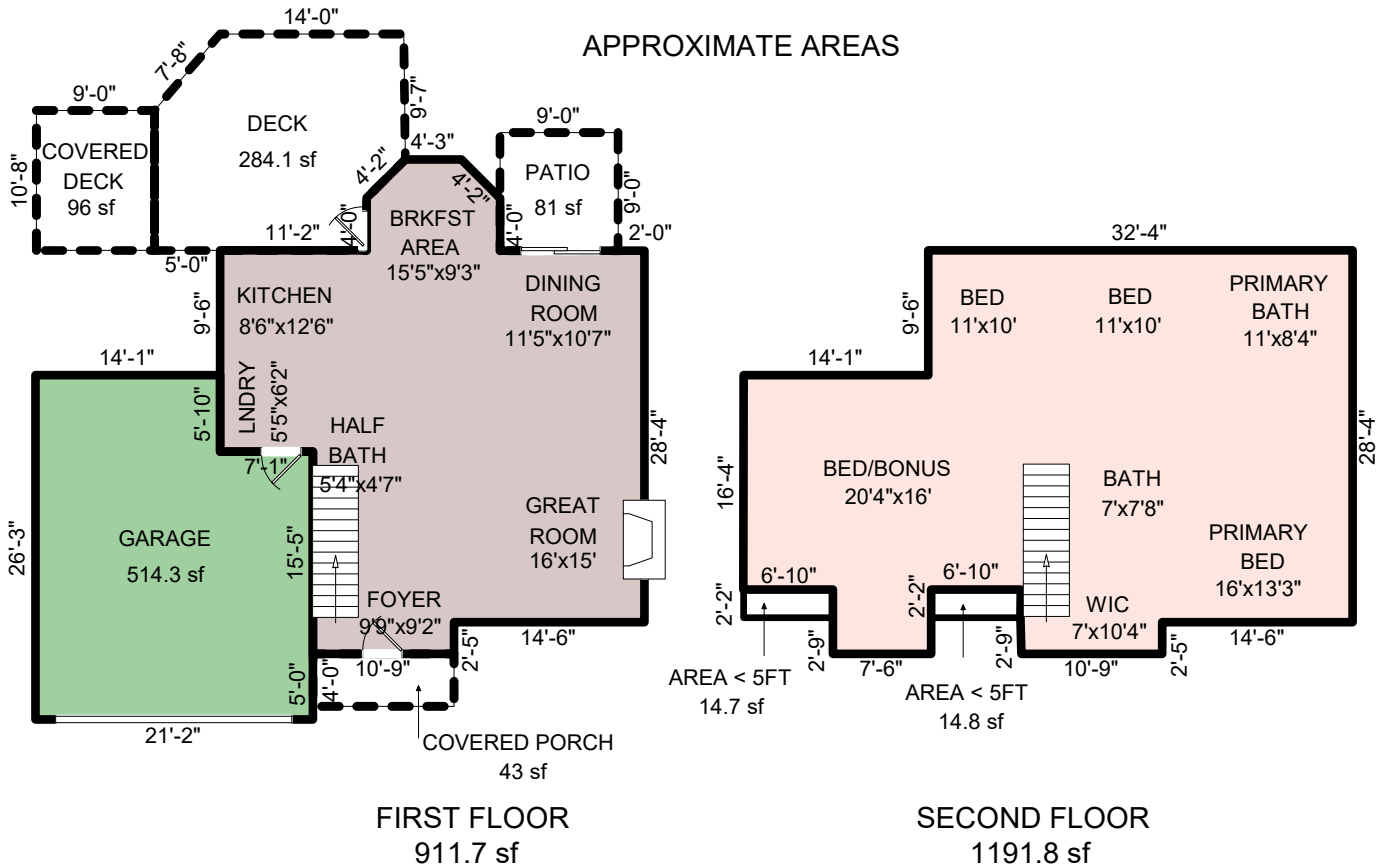 APPROXIMATE AREAS
14'-0"
7'-8"
9'-0"
9'-7"
DECK
284.1 sf
COVERED
DECK
96 sf
10'-8"
4'-3"
4'-2"
4'-2"
9'-0"
PATIO
81 sf
9'-0"
11'-2"
4'-0"
4'-0"
2'-0"
5'-0"
BRKFST
AREA
15'5"x9'3"
KITCHEN
8'6"x12'6"
DINING
ROOM
11'5"x10'7"
9'-6"
14'-1"
5'-10"
LNDRY
5'5"x6'2"
HALF
BATH
5'4"x4'7"
7'-1"
28'-4"
GREAT
ROOM
16'x15'
GARAGE
514.3 sf
26'-3"
15'-5"
FOYER
9'9"x9'2"
14'-6"
2'-5"
10'-9"
5'-0"
4'-0"
21'-2"
COVERED PORCH
43 sf
FIRST FLOOR
911.7 sf
32'-4"
9'-6"
BED
11'x10'
BED
11'x10'
PRIMARY
BATH
11'x8'4"
14'-1"
28'-4"
16'-4"
BED/BONUS
20'4"x16'
BATH
7'x7'8"
PRIMARY
BED
16'x13'3"
6'-10"
6'-10"
2'-2"
2'-2"
WIC
7'x10'4"
2'-9"
2'-9"
7'-6"
10'-9"
2'-5"
14'-6"
AREA < 5FT
14.7 sf
AREA < 5FT
14.8 sf
SECOND FLOOR
1191.8 sf